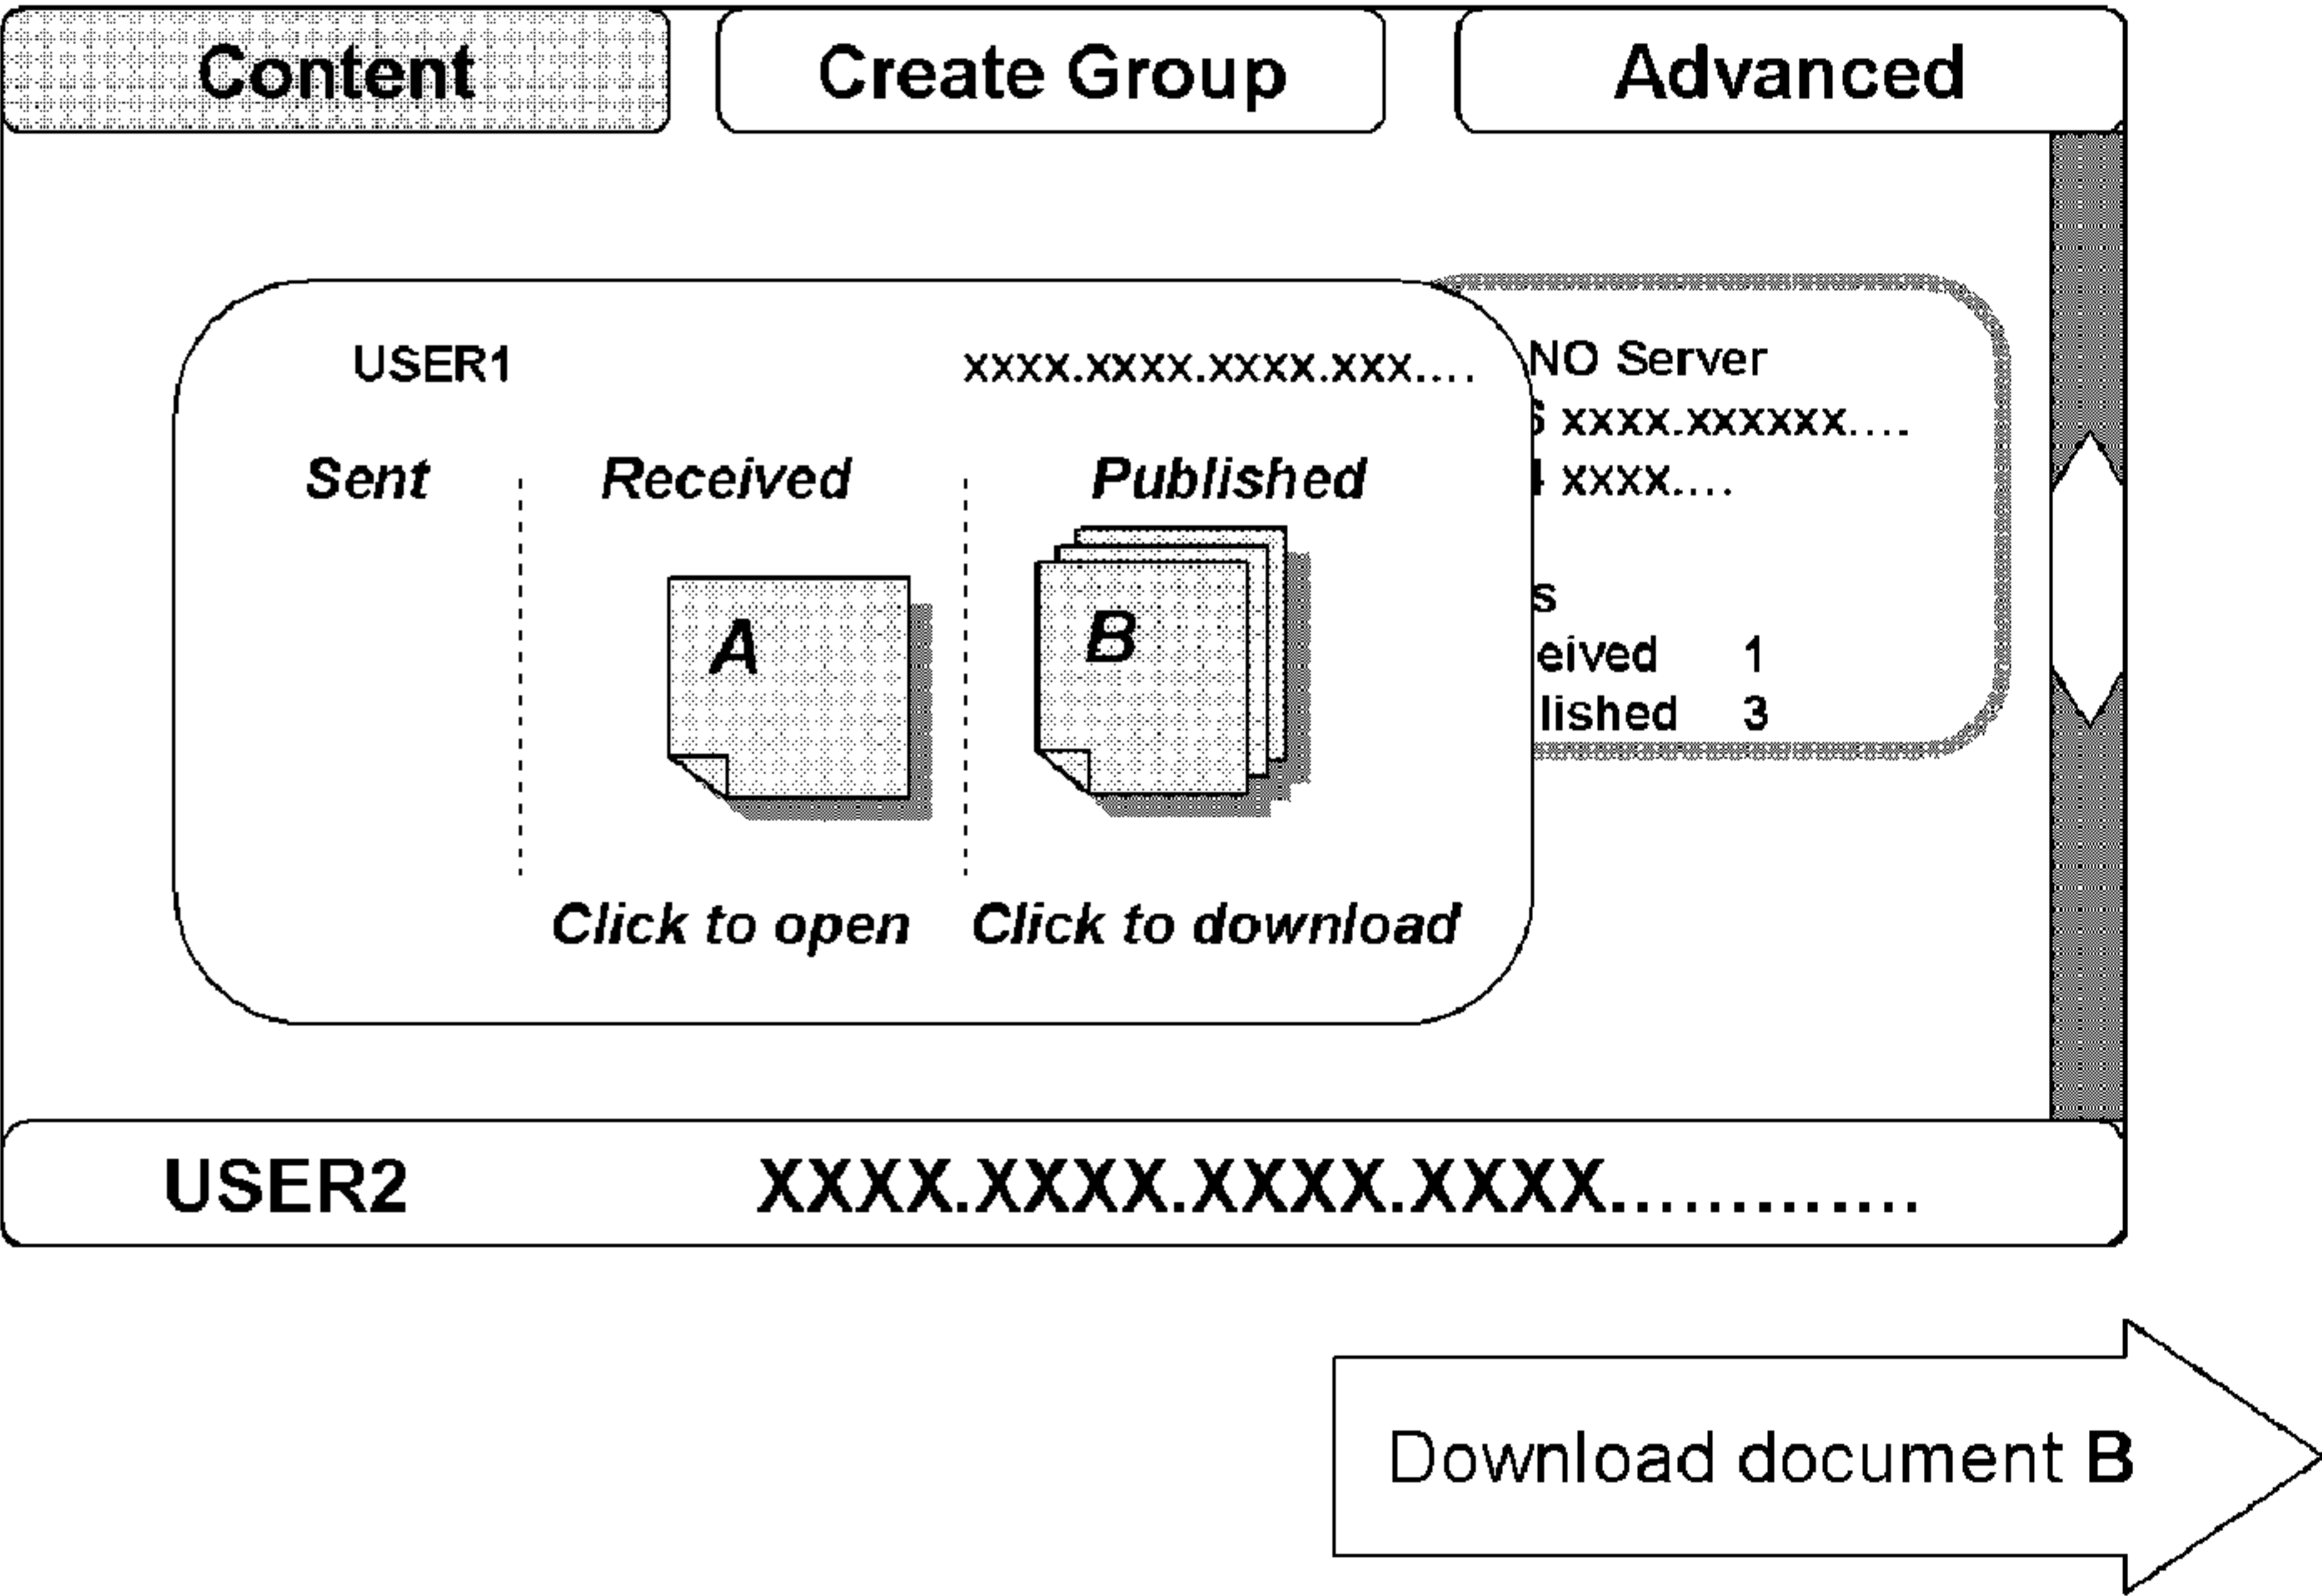 Content Create Group Advanced
USER1 xxxx.xxxx.xxxx.xxx.... NO Server
xxxx.xxxxxx....
Sent Received Published xxxx....
s
A B eived 1
lished 3
Click to open Click to download
USER2 XXXX.XXXX.XXXX.XXXX.............
Download document B